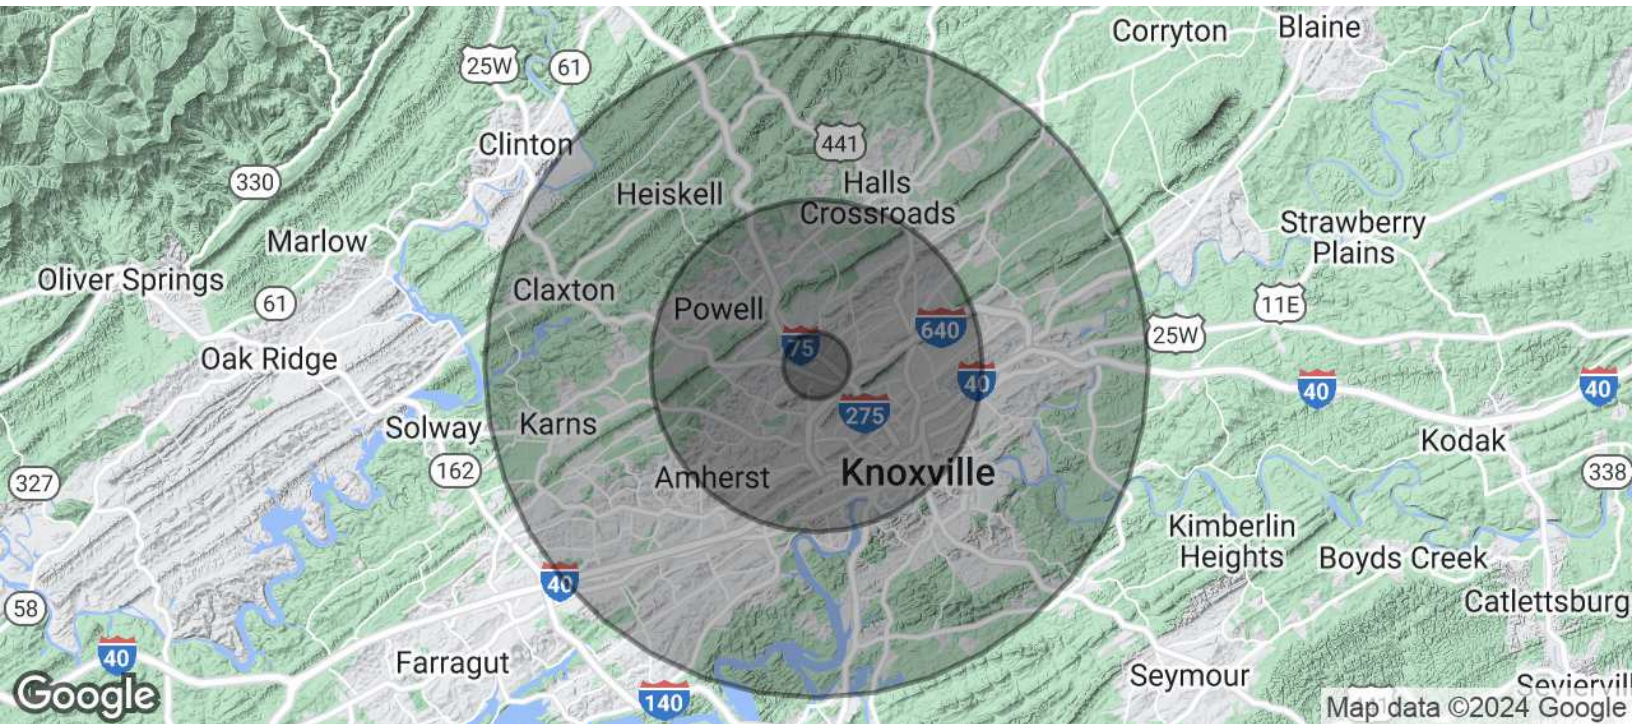 Corryton
Blaine
25W
61
Clinton
441
330
Heiskell
Halls
Crossroads
Marlow
Strawberry
Plains
Oliver Springs
61
Claxton
11E
Powell
640
25W
75
Oak Ridge
40
40
40
275
Karns
Solway
Kodak
162
Amherst
Knoxville
338
327
Kimberlin
Heights
Boyds Creek
40
58
Catlettsburg
40
Farragut
Seymour
140
Google
Map data ©2024 Google